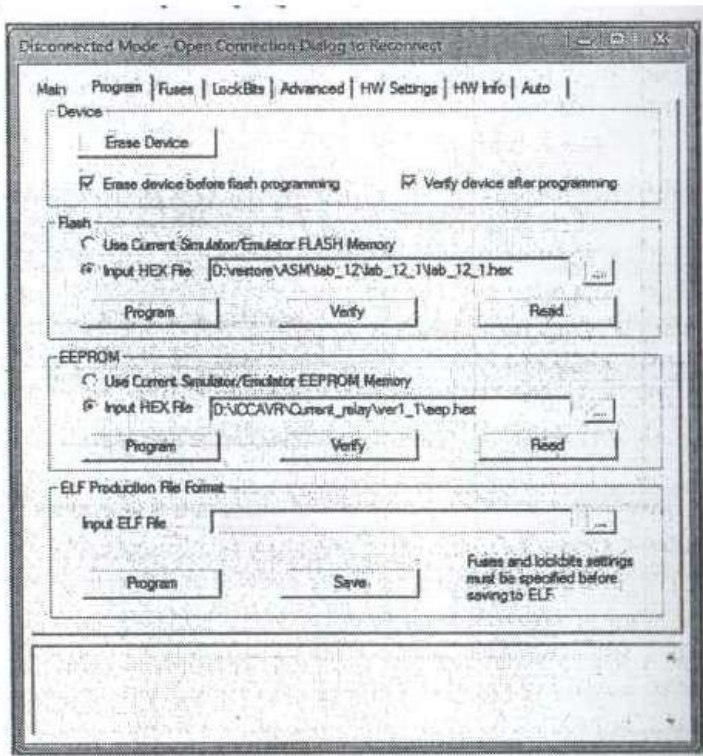 Disconnected Mode - Open Connection Dialog to Reconnect
Main Program Fuses LockBits Advanced HW Settings HW Info Auto
Device
Erase Device
Erase device before flash programming Verify device after programming
Flash
Use Current Simulator/Emulator FLASH Memory
Input HEX File D:\restore\ASM\lab_12\lab_12_1\lab_12_1.hex ...
Program Verify Read
EEPROM
Use Current Simulator/Emulator EEPROM Memory
Input HEX File D:\ICCAVR\Current_relay\ver1_1\eep.hex ...
Program Verify Read
ELF Production File Format
Input ELF File ...
Program Save
Fuses and lockbits settings
must be specified before
saving to ELF